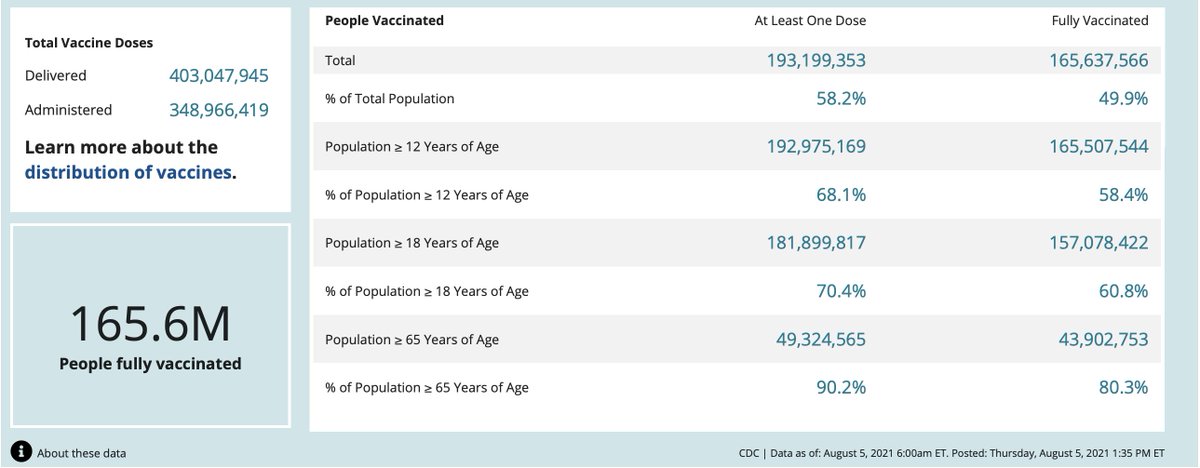 Total Vaccine Doses
Delivered 403,047,945
Administered 348,966,419
Learn more about the
distribution of vaccines.
165.6M
People fully vaccinated
People Vaccinated At Least One Dose Fully Vaccinated
Total 193,199,353 165,637,566
% of Total Population 58.2% 49.9%
Population ≥ 12 Years of Age 192,975,169 165,507,544
% of Population ≥ 12 Years of Age 68.1% 58.4%
Population ≥ 18 Years of Age 181,899,817 157,078,422
% of Population ≥ 18 Years of Age 70.4% 60.8%
Population ≥ 65 Years of Age 49,324,565 43,902,753
% of Population ≥ 65 Years of Age 90.2% 80.3%
About these data
CDC | Data as of: August 5, 2021 6:00am ET. Posted: Thursday, August 5, 2021 1:35 PM ET